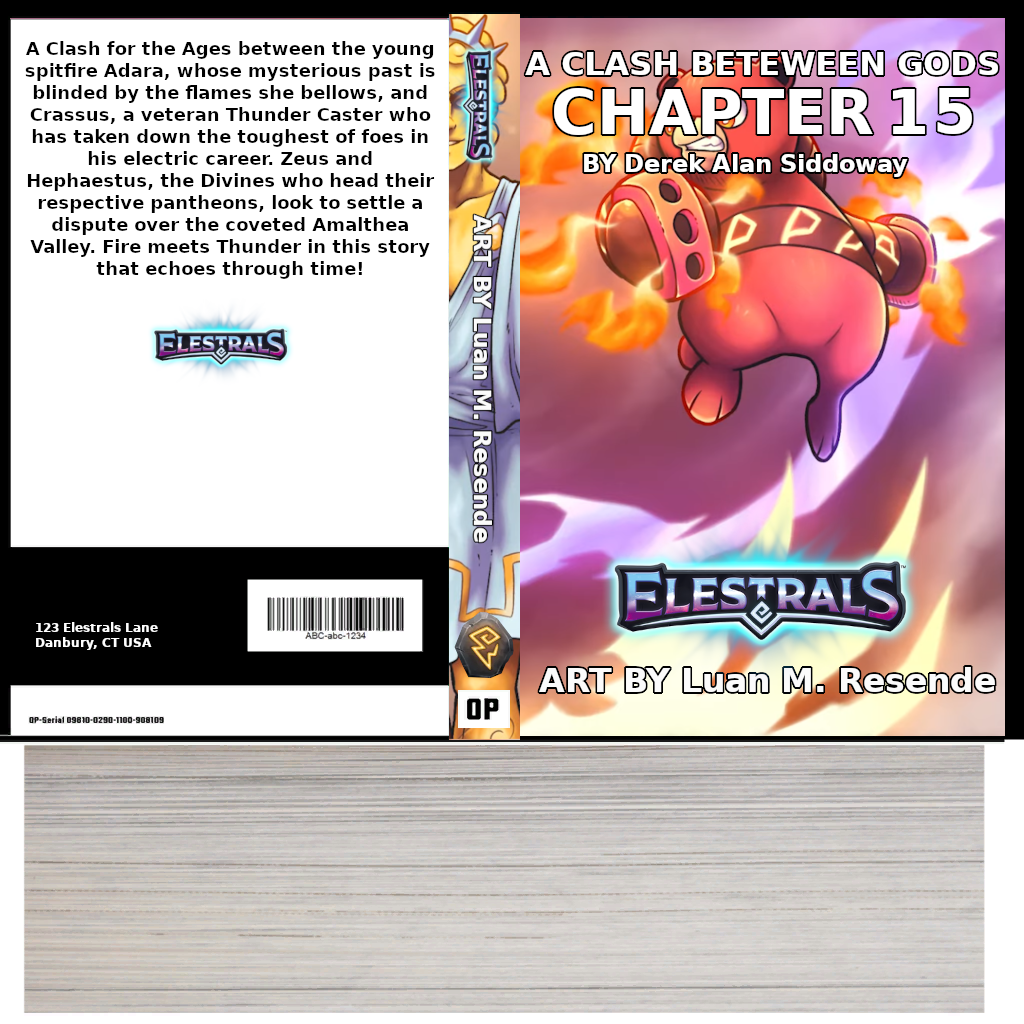 A Clash for the Ages between the young
spitfire Adara, whose mysterious past is
blinded by the flames she bellows, and
Crassus, a veteran Thunder Caster who
has taken down the toughest of foes in
his electric career. Zeus and
Hephaestus, the Divines who head their
respective pantheons, look to settle a
dispute over the coveted Amalthea
Valley. Fire meets Thunder in this story
that echoes through time!
ELESTRALS
123 Elestrals Lane
Danbury, CT USA
ABC-abc-1234
OP-Serial 09810-0290-1100-908109
ELESTRALS
ART BY Luan M. Resende
OP
A CLASH BETEWEEN GODS
CHAPTER 15
BY Derek Alan Siddoway
ELESTRALS™
ART BY Luan M. Resende